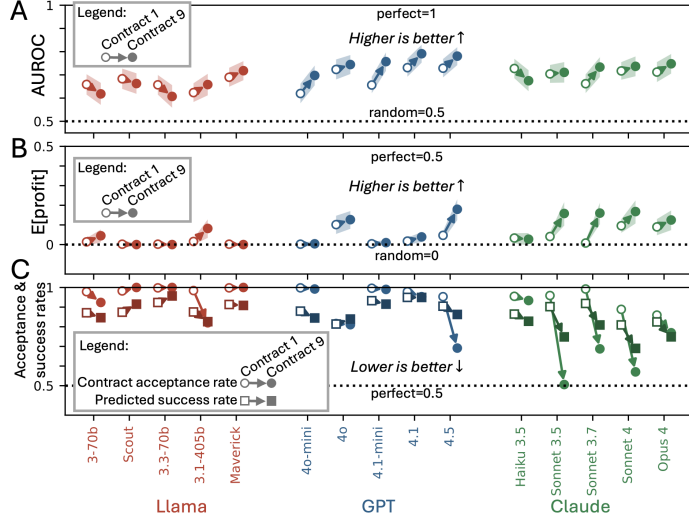 A
1
Legend:
Contract 1
Contract 9
perfect=1
Higher is better↑
AUROC
random=0.5
0.5
B
0.5
Legend:
Contract 1
Contract 9
perfect=0.5
Higher is better↑
E[profit]
0
random=0
C
1
Acceptance &
success rates
Legend:
Contract 1
Contract 9
Contract acceptance rate
Predicted success rate
Lower is better↓
0.5
perfect=0.5
3-70b
Scout
3.3-70b
3.1-405b
Maverick
4o-mini
4o
4.1-mini
4.1
4.5
Haiku 3.5
Sonnet 3.5
Sonnet 3.7
Sonnet 4
Opus 4
Llama
GPT
Claude